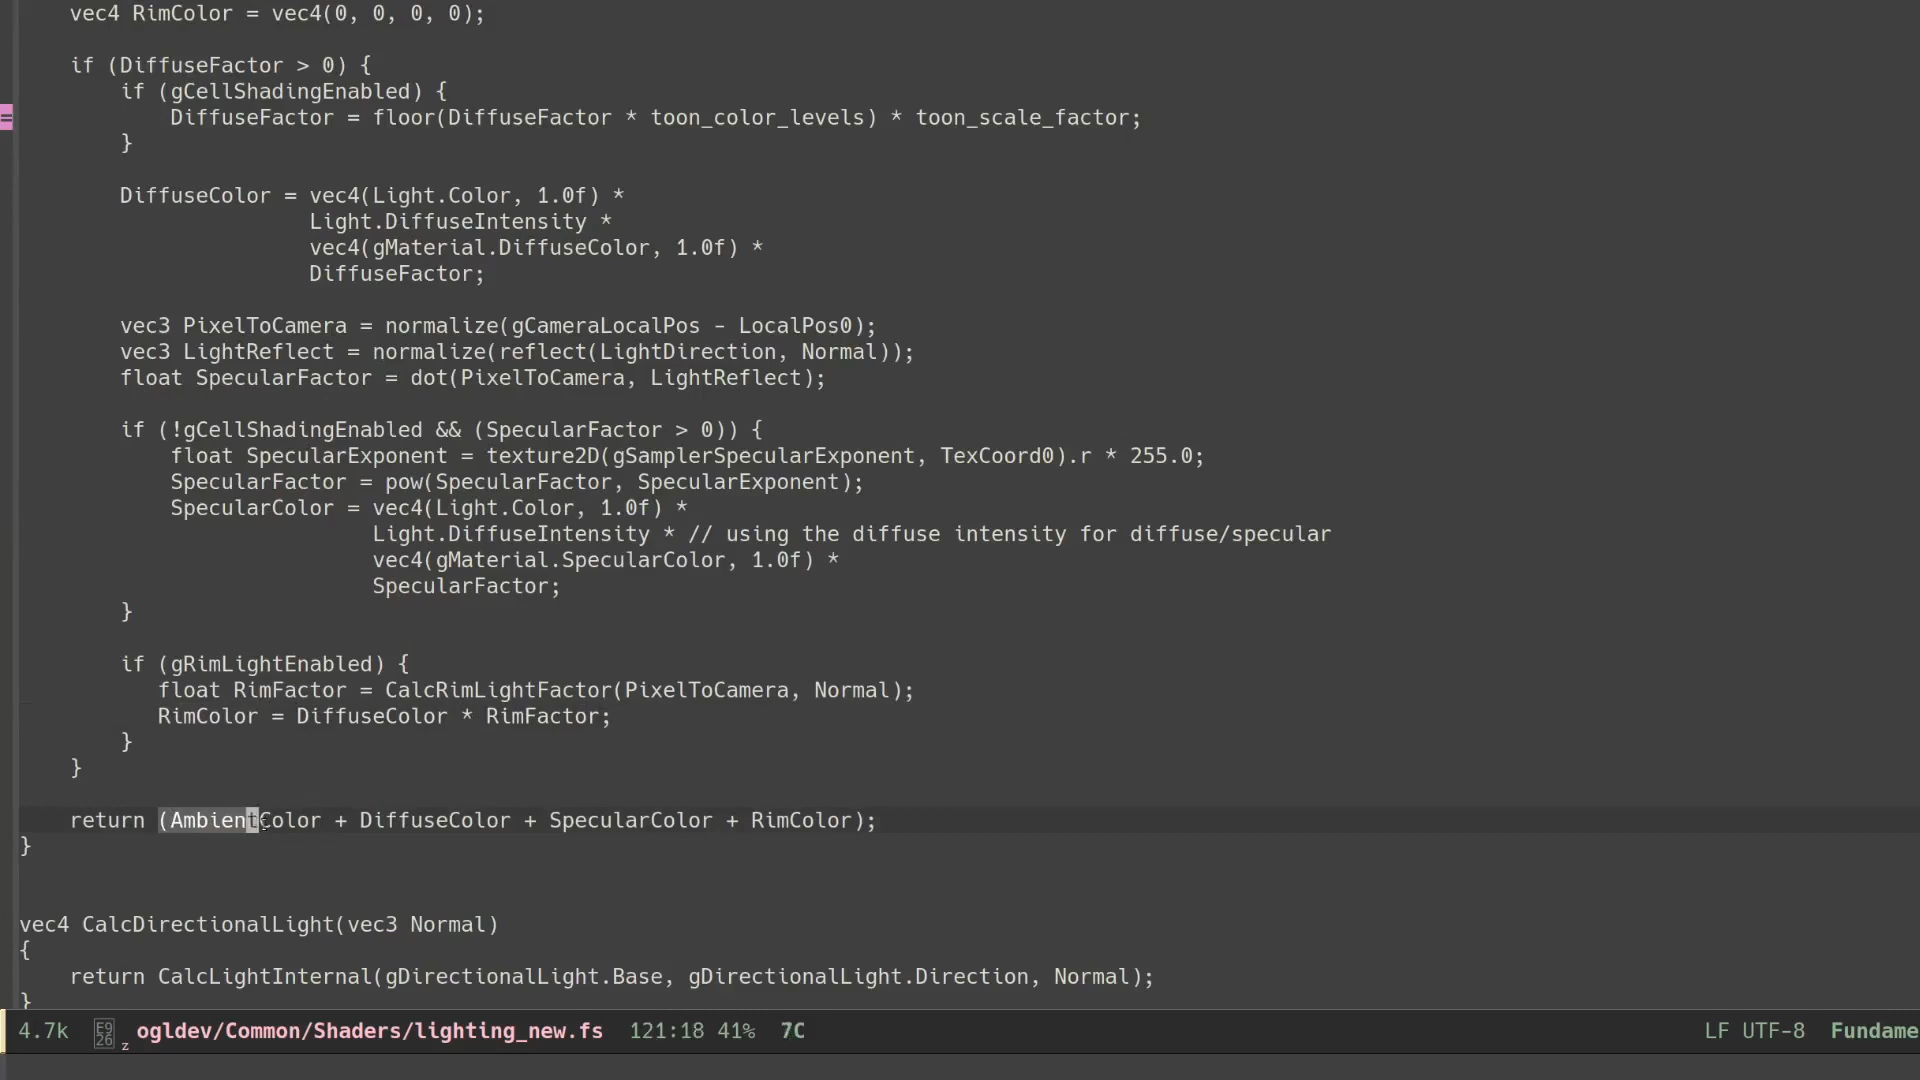 vec4 RimColor = vec4(0, 0, 0, 0);
if (DiffuseFactor > 0) {
if (gCellShadingEnabled) {
DiffuseFactor = floor(DiffuseFactor * toon_color_levels) * toon_scale_factor;
}
DiffuseColor = vec4(Light.Color, 1.0f) *
Light.DiffuseIntensity *
vec4(gMaterial.DiffuseColor, 1.0f) *
DiffuseFactor;
vec3 PixelToCamera = normalize(gCameraLocalPos - LocalPos0);
vec3 LightReflect = normalize(reflect(LightDirection, Normal));
float SpecularFactor = dot(PixelToCamera, LightReflect);
if (!gCellShadingEnabled && (SpecularFactor > 0)) {
float SpecularExponent = texture2D(gSamplerSpecularExponent, TexCoord0).r * 255.0;
SpecularFactor = pow(SpecularFactor, SpecularExponent);
SpecularColor = vec4(Light.Color, 1.0f) *
Light.DiffuseIntensity * // using the diffuse intensity for diffuse/specular
vec4(gMaterial.SpecularColor, 1.0f) *
SpecularFactor;
}
if (gRimLightEnabled) {
float RimFactor = CalcRimLightFactor(PixelToCamera, Normal);
RimColor = DiffuseColor * RimFactor;
}
}
return (AmbientColor + DiffuseColor + SpecularColor + RimColor);
}
vec4 CalcDirectionalLight(vec3 Normal)
{
return CalcLightInternal(gDirectionalLight.Base, gDirectionalLight.Direction, Normal);
}
4.7k E926 z ogldev/Common/Shaders/lighting_new.fs 121:18 41% 7C LF UTF-8 Fundame